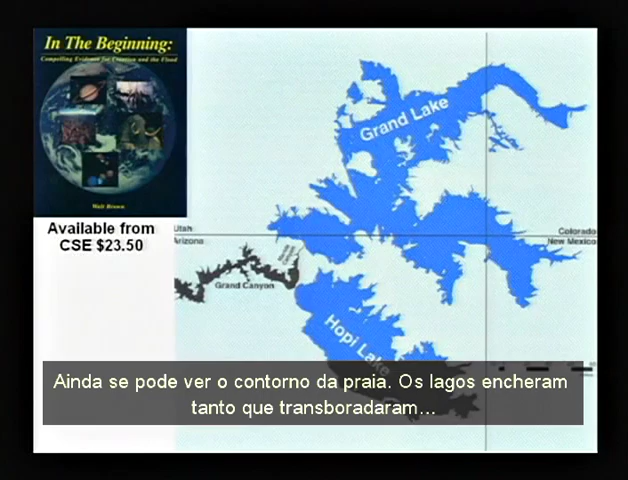 In The Beginning:
Compelling Evidence for Creation and the Flood
Walt Brown
Available from
CSE $23.50
Grand Lake
Utah
Arizona
Colorado
New Mexico
Grand Canyon
Hopi Lake
Ainda se pode ver o contorno da praia. Os lagos encheram
tanto que transboradaram...